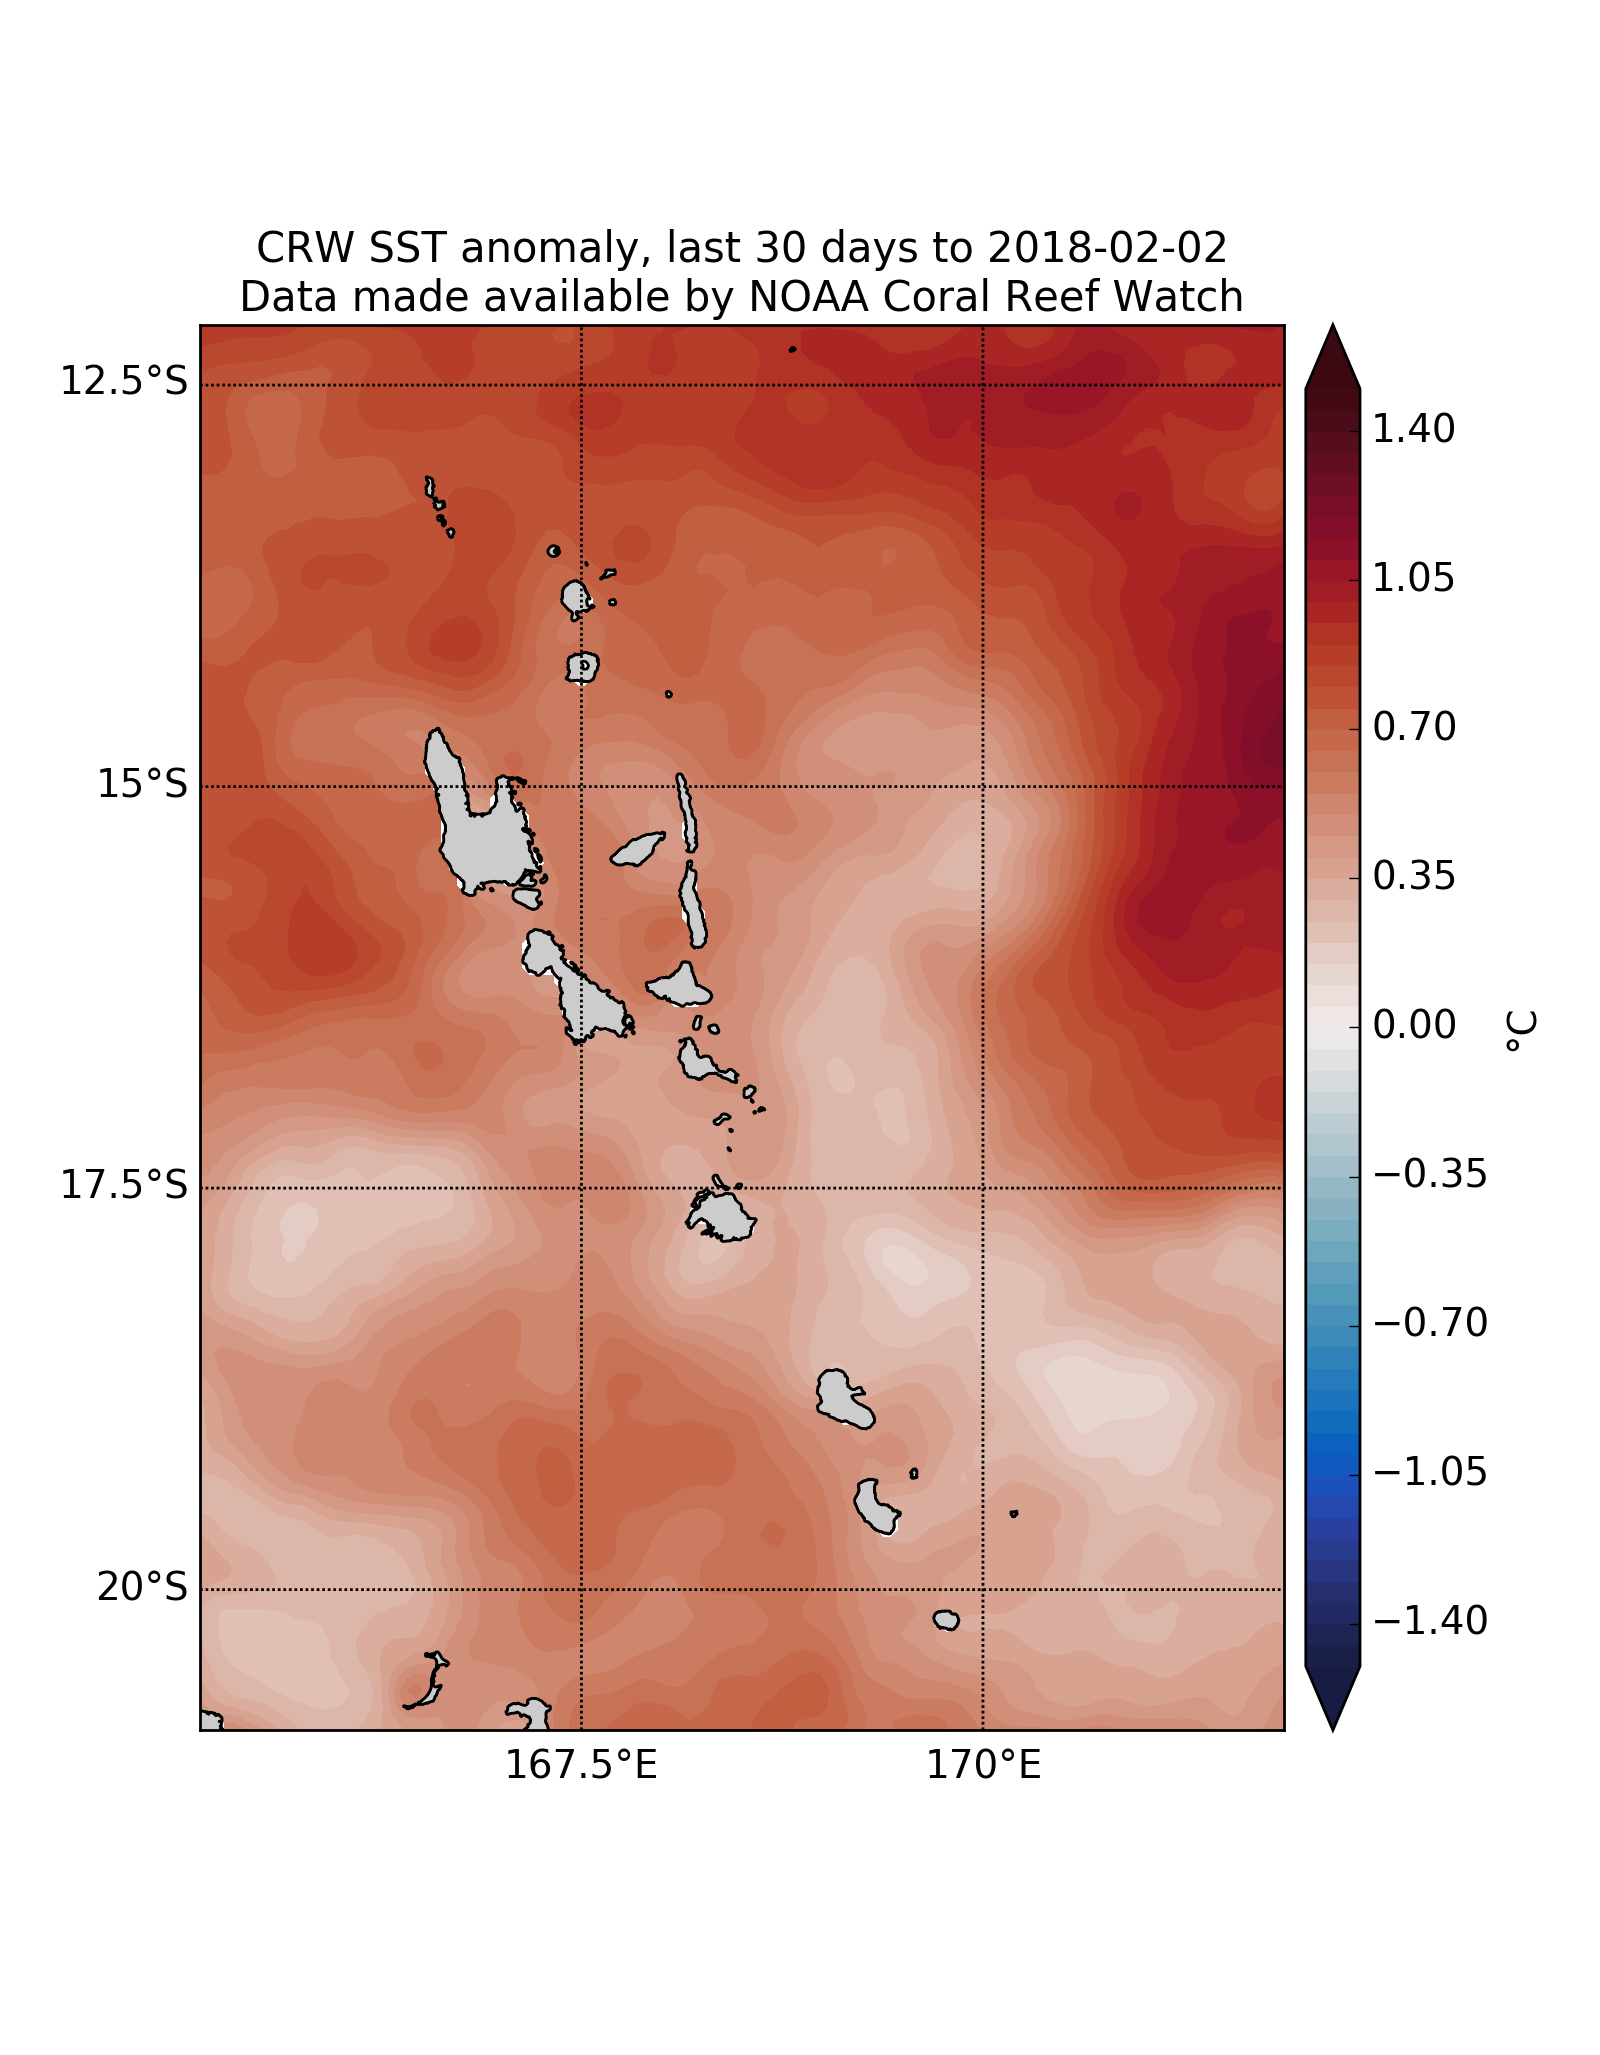 CRW SST anomaly, last 30 days to 2018-02-02
Data made available by NOAA Coral Reef Watch
12.5°S
15°S
17.5°S
20°S
167.5°E
170°E
1.40
1.05
0.70
0.35
0.00
−0.35
−0.70
−1.05
−1.40
°C